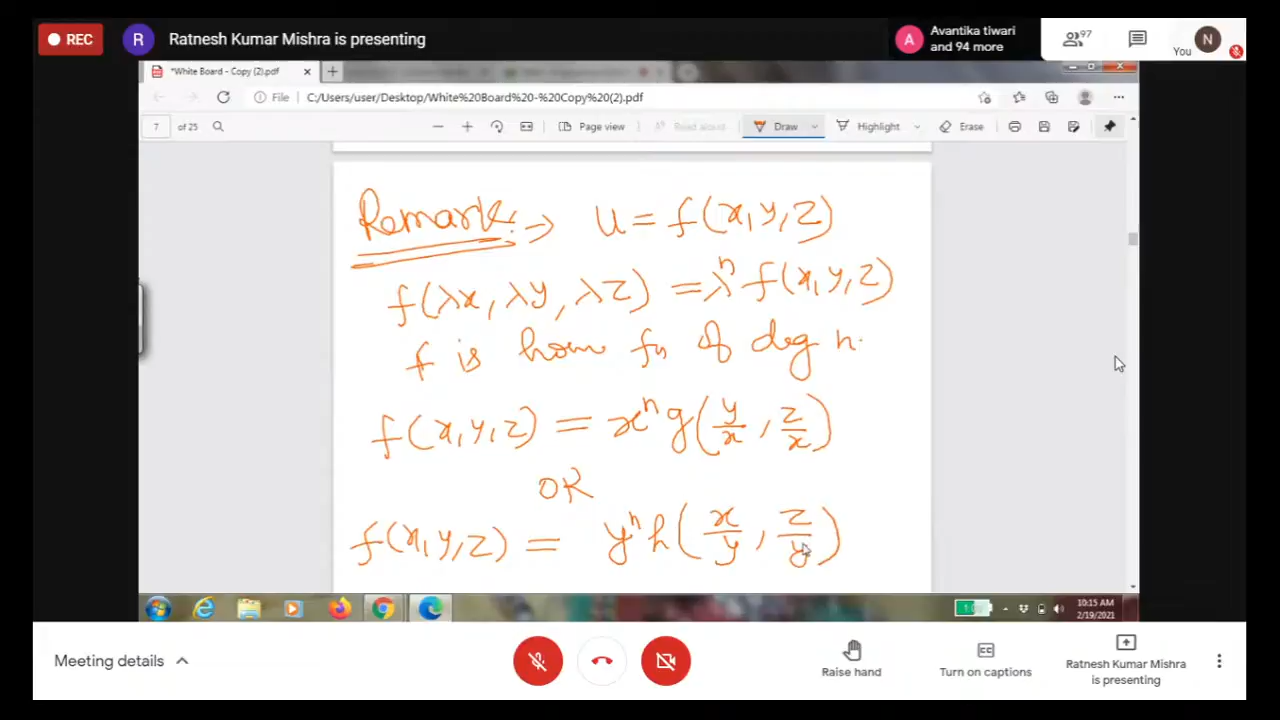 REC
R
Ratnesh Kumar Mishra is presenting
A
Avantika tiwari
and 94 more
97
You
N
*White Board - Copy (2).pdf
File
C:/Users/user/Desktop/White%20Board%20-%20Copy%20(2).pdf
7 of 25
Page view
Read aloud
Draw
Highlight
Erase
Remark:→ u = f(x,y,z)
f(λx, λy, λz) = λⁿ f(x,y,z)
f is hom fn of deg n.
f(x,y,z) = xⁿ g(y/x, z/x)
OR
f(x,y,z) = yⁿ h(x/y, z/y)
10:15 AM
2/19/2021
Meeting details
Raise hand
Turn on captions
Ratnesh Kumar Mishra
is presenting